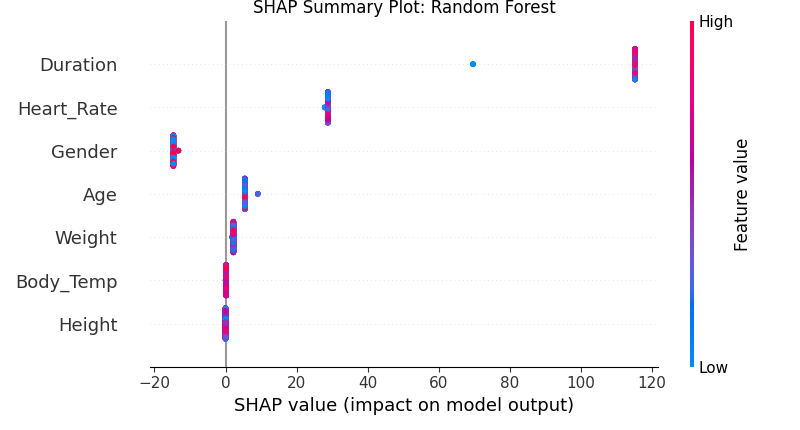 SHAP Summary Plot: Random Forest
High
Duration
Heart_Rate
Gender
Age
Weight
Body_Temp
Height
Feature value
Low
−20 0 20 40 60 80 100 120
SHAP value (impact on model output)